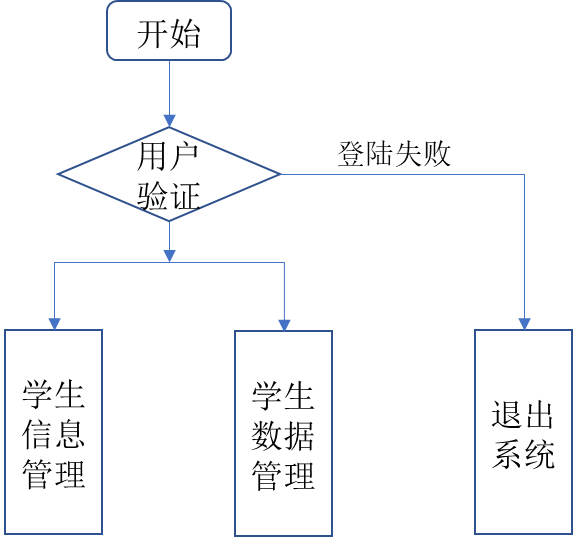 开始
用户
验证
登陆失败
学生
信息
管理
学生
数据
管理
退出
系统